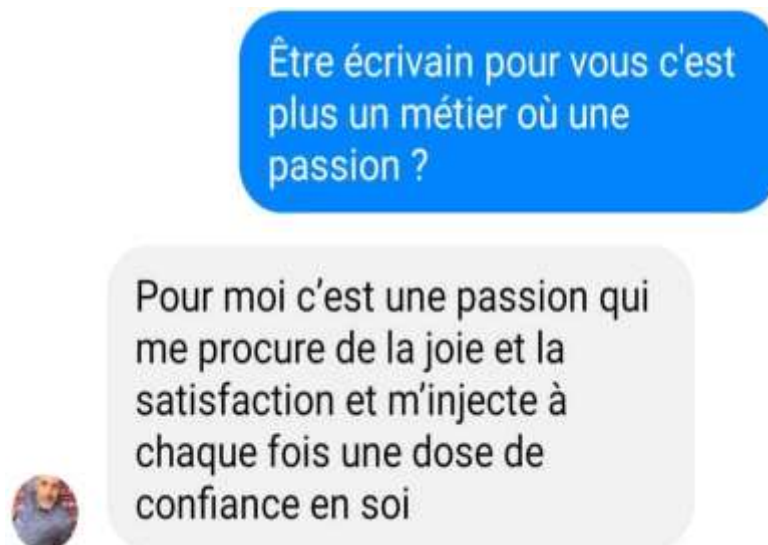 Être écrivain pour vous c'est
plus un métier où une
passion ?
Pour moi c’est une passion qui
me procure de la joie et la
satisfaction et m’injecte à
chaque fois une dose de
confiance en soi